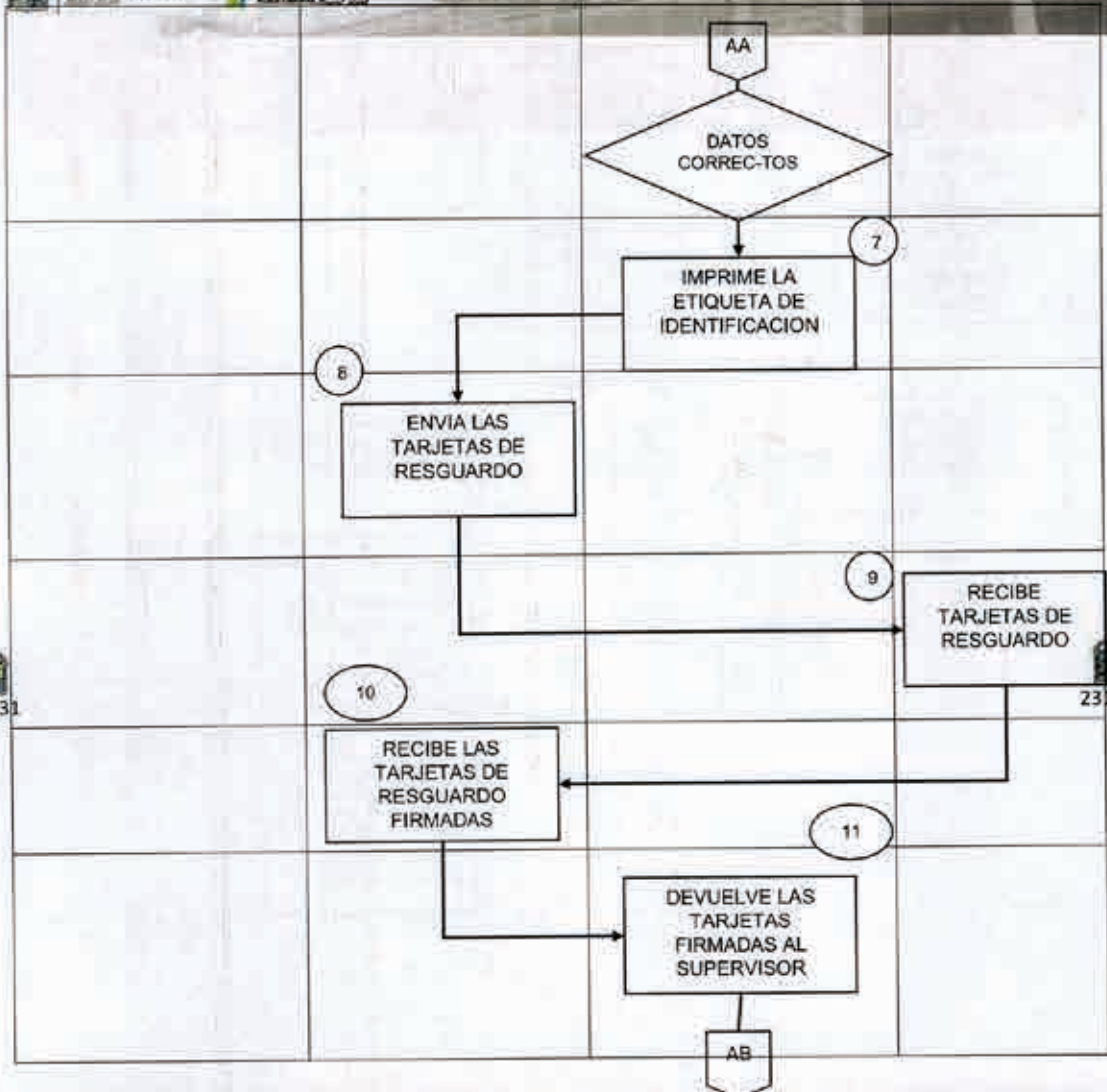 AA
DATOS
CORREC-TOS
7
IMPRIME LA
ETIQUETA DE
IDENTIFICACION
8
ENVIA LAS
TARJETAS DE
RESGUARDO
9
RECIBE
TARJETAS DE
RESGUARDO
31
23
10
RECIBE LAS
TARJETAS DE
RESGUARDO
FIRMADAS
11
DEVUELVE LAS
TARJETAS
FIRMADAS AL
SUPERVISOR
AB